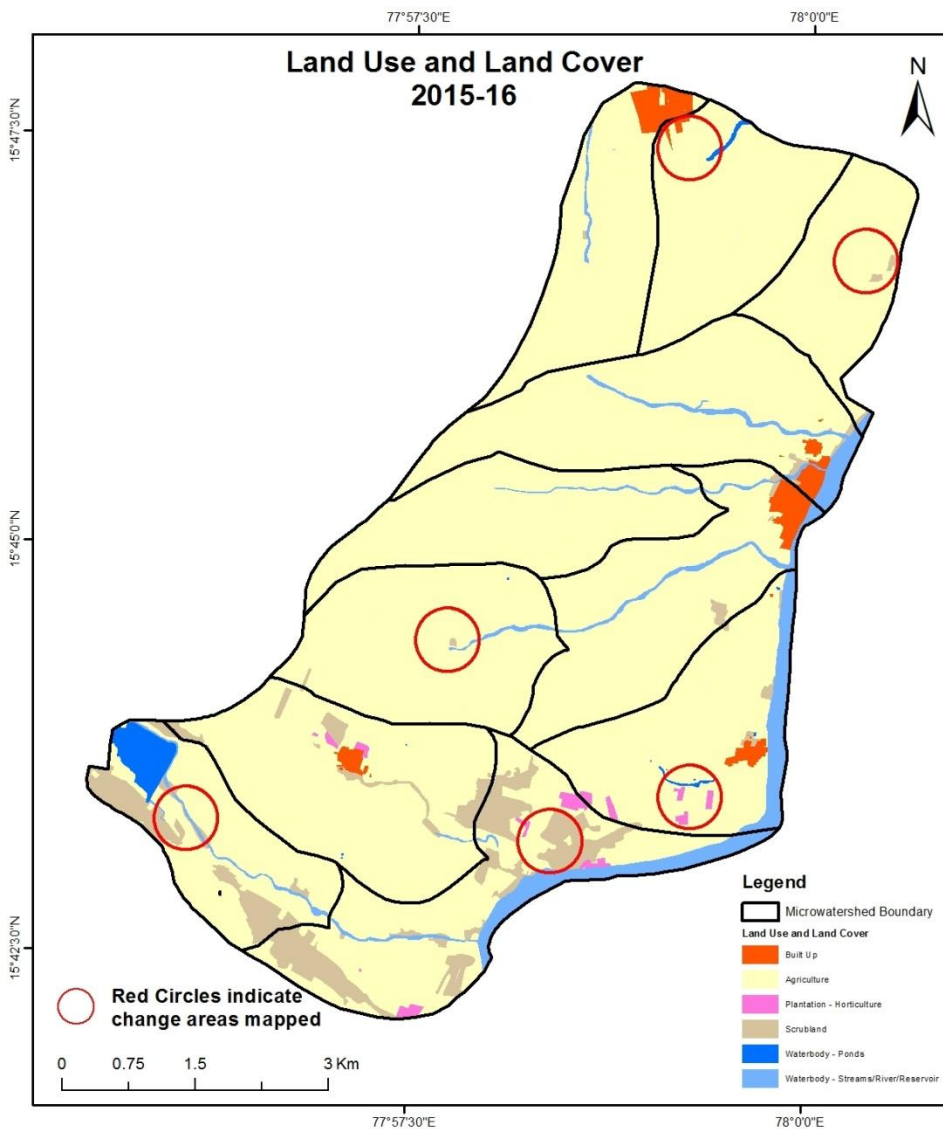 77°57'30"E
78°0'0"E
Land Use and Land Cover
2015-16
N
15°47'30"N
15°45'0"N
15°42'30"N
Legend
Microwatershed Boundary
Land Use and Land Cover
Built Up
Agriculture
Plantation - Horticulture
Scrubland
Waterbody - Ponds
Waterbody - Streams/River/Reservoir
Red Circles indicate
change areas mapped
0 0.75 1.5 3 Km
77°57'30"E
78°0'0"E